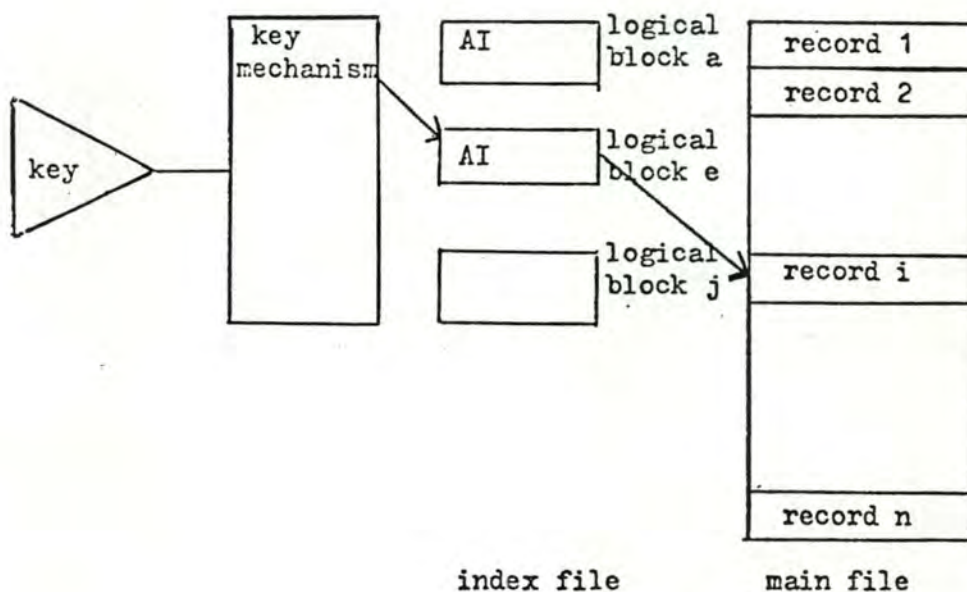 key
key
mechanism
AI
logical
block a
AI
logical
block e
logical
block j
record 1
record 2
record i
record n
index file
main file